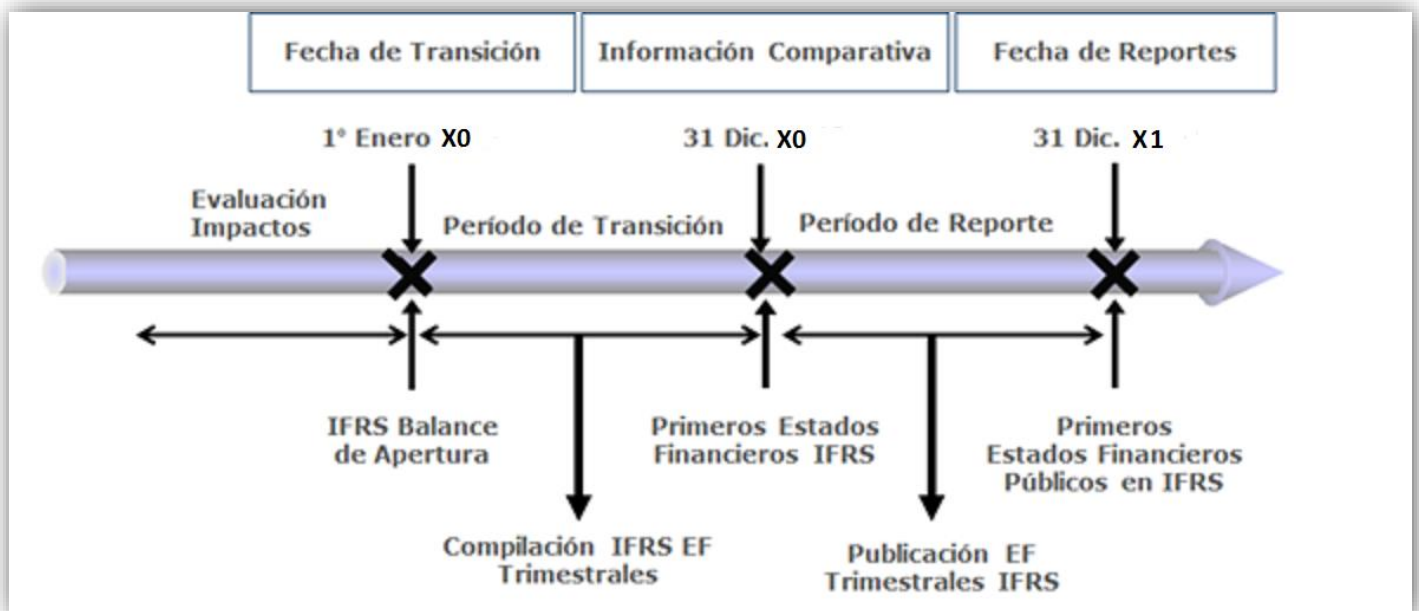 Fecha de Transición
Información Comparativa
Fecha de Reportes
1° Enero X0
31 Dic. X0
31 Dic. X1
Evaluación
Impactos
Período de Transición
Período de Reporte
IFRS Balance
de Apertura
Primeros Estados
Financieros IFRS
Primeros
Estados Financieros
Públicos en IFRS
Compilación IFRS EF
Trimestrales
Publicación EF
Trimestrales IFRS